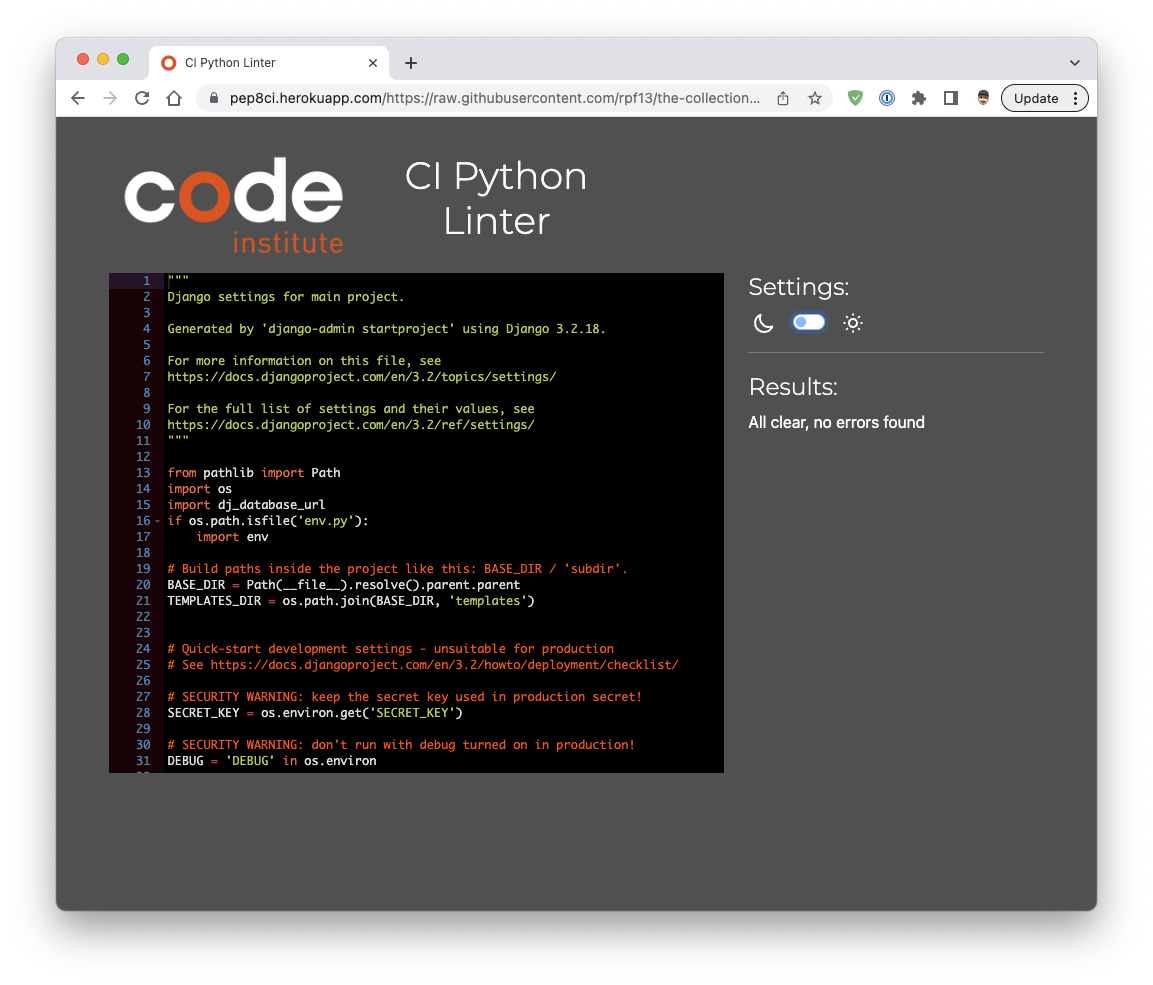 CI Python Linter
pep8ci.herokuapp.com/https://raw.githubusercontent.com/rpf13/the-collection...
Update
code
institute
CI Python
Linter
1 """
2 Django settings for main project.
3
4 Generated by 'django-admin startproject' using Django 3.2.18.
5
6 For more information on this file, see
7 https://docs.djangoproject.com/en/3.2/topics/settings/
8
9 For the full list of settings and their values, see
10 https://docs.djangoproject.com/en/3.2/ref/settings/
11 """
12
13 from pathlib import Path
14 import os
15 import dj_database_url
16 if os.path.isfile('env.py'):
17     import env
18
19 # Build paths inside the project like this: BASE_DIR / 'subdir'.
20 BASE_DIR = Path(__file__).resolve().parent.parent
21 TEMPLATES_DIR = os.path.join(BASE_DIR, 'templates')
22
23
24 # Quick-start development settings - unsuitable for production
25 # See https://docs.djangoproject.com/en/3.2/howto/deployment/checklist/
26
27 # SECURITY WARNING: keep the secret key used in production secret!
28 SECRET_KEY = os.environ.get('SECRET_KEY')
29
30 # SECURITY WARNING: don't run with debug turned on in production!
31 DEBUG = 'DEBUG' in os.environ
Settings:
Results:
All clear, no errors found